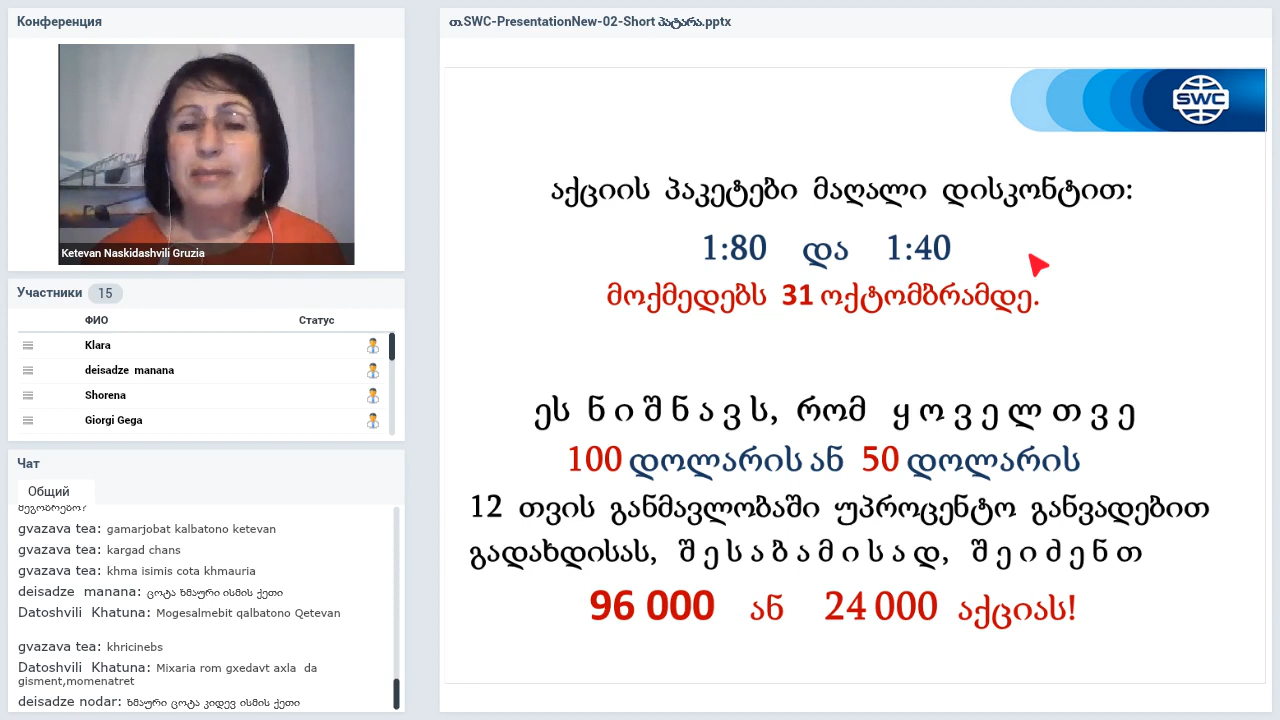 Конференция
Ketevan Naskidashvili Gruzia
Участники 15
ФИО Статус
Klara
deisadze manana
Shorena
Giorgi Gega
Чат
Общий
gvazava tea: gamarjobat kalbatono ketevan
gvazava tea: kargad chans
gvazava tea: khma isimis cota khmauria
deisadze manana: ცოტა ხმაური ისმის ქეთი
Datoshvili Khatuna: Mogesalmebit qalbatono Qetevan
gvazava tea: khricinebs
Datoshvili Khatuna: Mixaria rom gxedavt axla da
gisment,momenatret
deisadze nodar: ხმაური ცოტა კიდევ ისმის ქეთი
თ.SWC-PresentationNew-02-Short პატარა.pptx
SWC
აქციის პაკეტები მაღალი დისკონტით:
1:80 და 1:40
მოქმედებს 31 ოქტომბრამდე.
ეს ნ ი შ ნ ა ვ ს, რომ ყ ო ვ ე ლ თ ვ ე
100 დოლარის ან 50 დოლარის
12 თვის განმავლობაში უპროცენტო განვადებით
გადახდისას, შ ე ს ა ბ ა მ ი ს ა დ, შ ე ი ძ ე ნ თ
96 000 ან 24 000 აქციას!